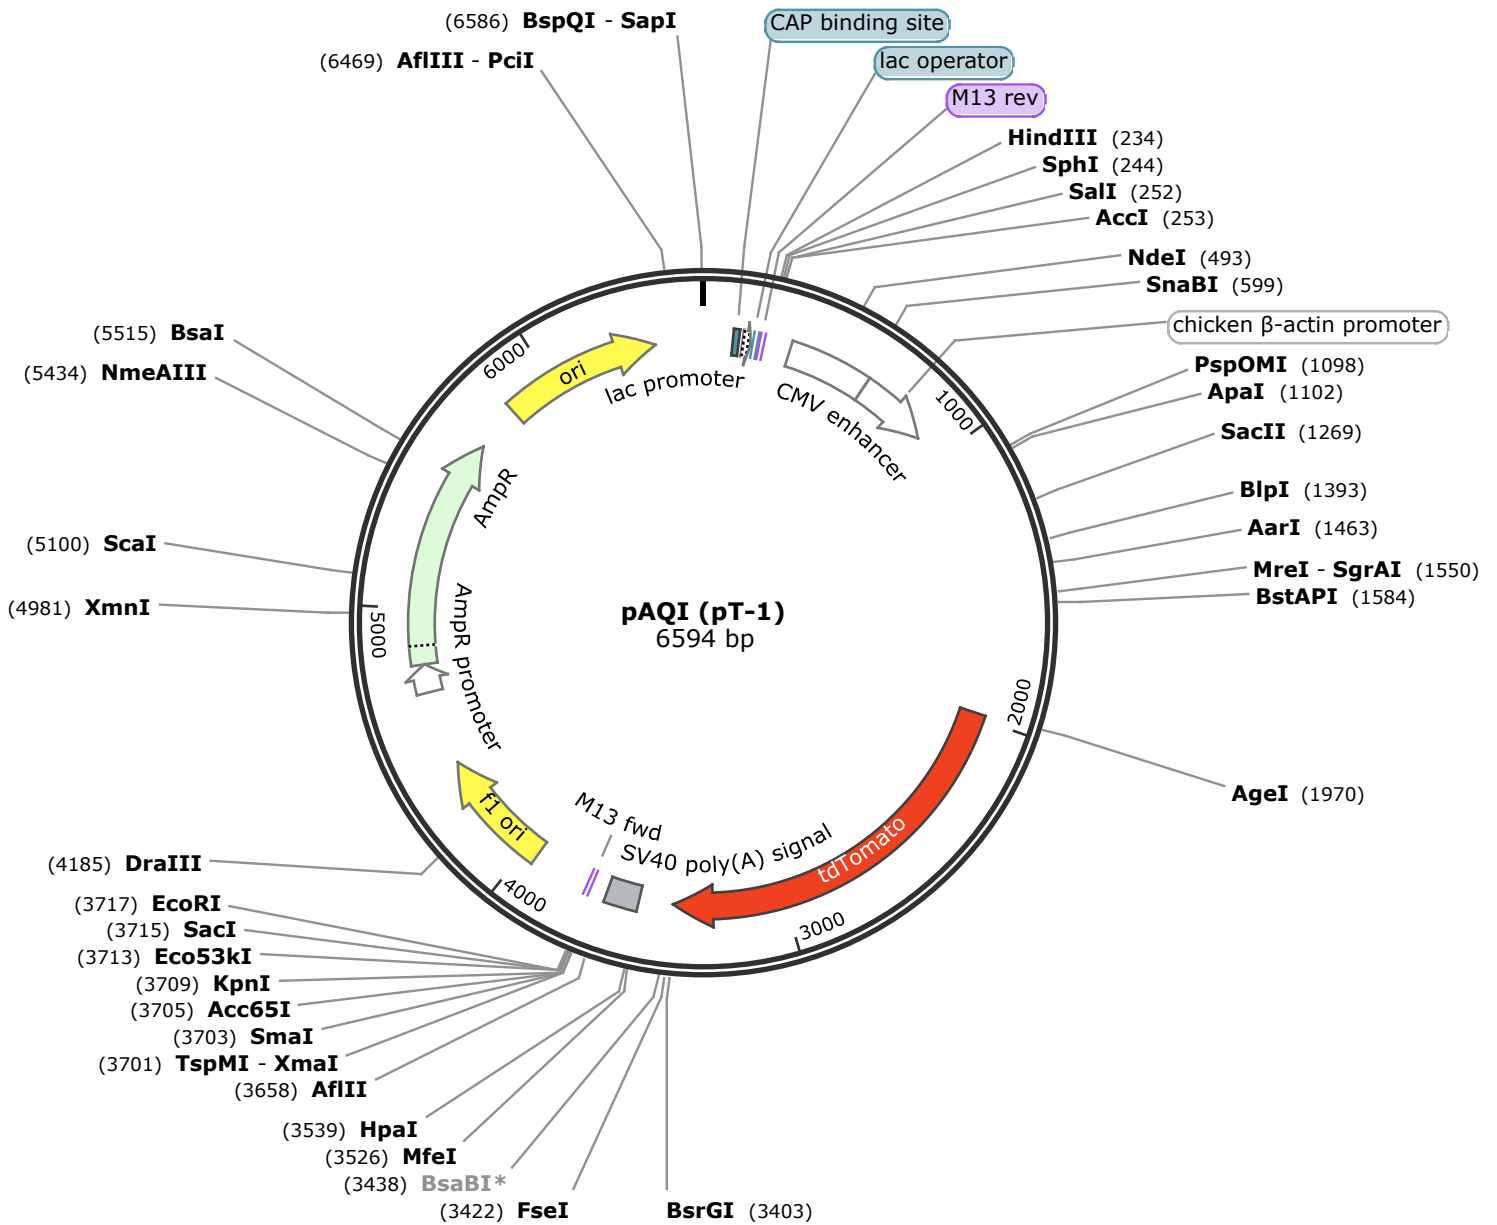 (6586) BspQI - SapI
(6469) AflIII - PciI
CAP binding site
lac operator
M13 rev
HindIII (234)
SphI (244)
SalI (252)
AccI (253)
NdeI (493)
SnaBI (599)
chicken β-actin promoter
PspOMI (1098)
ApaI (1102)
SacII (1269)
BlpI (1393)
AarI (1463)
MreI - SgrAI (1550)
BstAPI (1584)
AgeI (1970)
BsrGI (3403)
(3422) FseI
(3438) BsaBI*
(3526) MfeI
(3539) HpaI
(3658) AflII
(3701) TspMI - XmaI
(3703) SmaI
(3705) Acc65I
(3709) KpnI
(3713) Eco53kI
(3715) SacI
(3717) EcoRI
(4185) DraIII
(4981) XmnI
(5100) ScaI
(5434) NmeAIII
(5515) BsaI
6000
ori
lac promoter
CMV enhancer
1000
AmpR
AmpR promoter
5000
pAQI (pT-1)
6594 bp
2000
tdTomato
3000
SV40 poly(A) signal
M13 fwd
f1 ori
4000